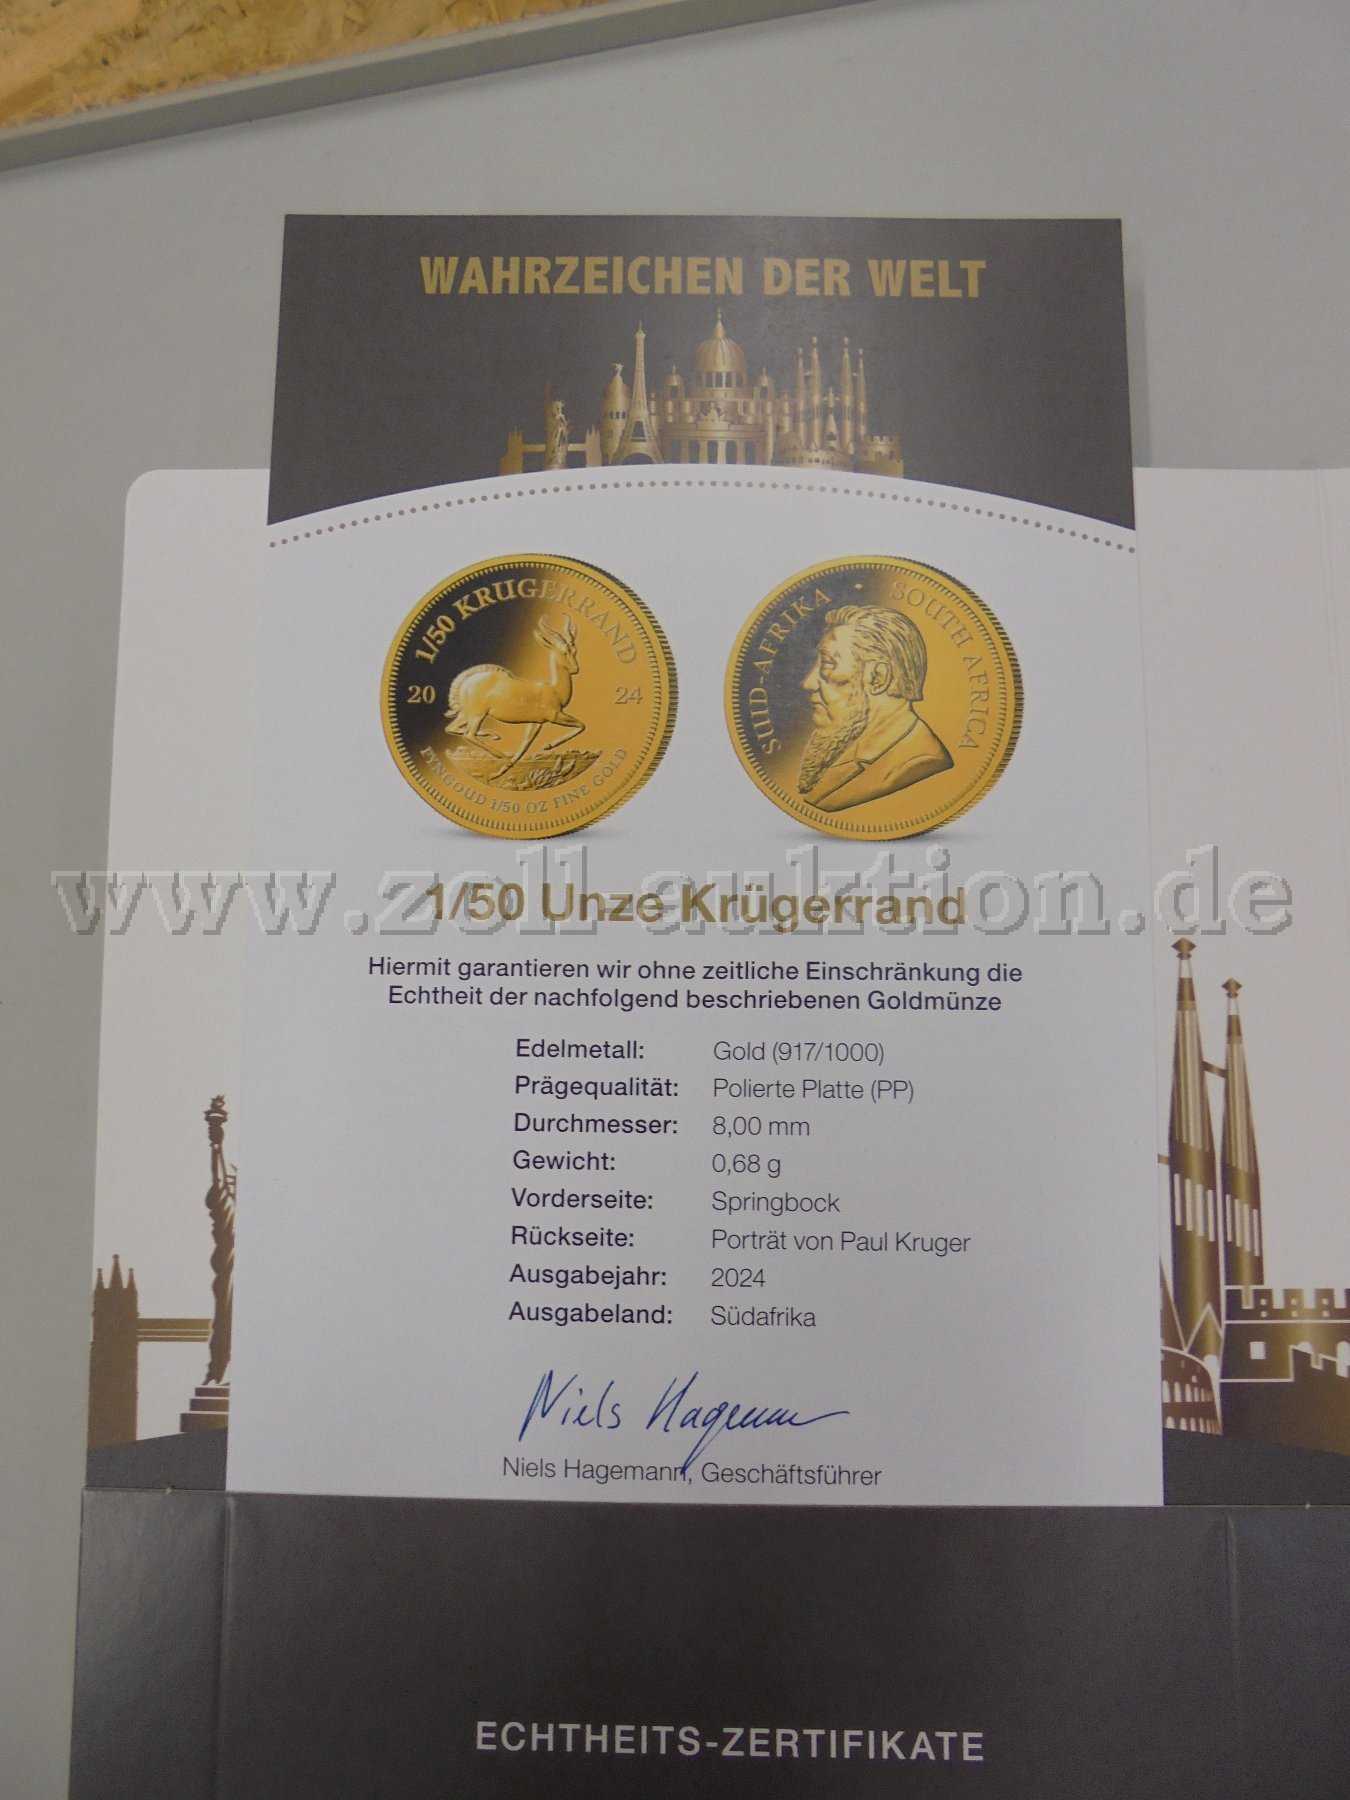 WAHRZEICHEN DER WELT
1/50 KRUGERRAND
20 24
FYNGOUD 1/50 OZ FINE GOLD
SUID-AFRIKA · SOUTH AFRICA
www.zoll-auktion.de
1/50 Unze Krügerrand
Hiermit garantieren wir ohne zeitliche Einschränkung die
Echtheit der nachfolgend beschriebenen Goldmünze
Edelmetall: Gold (917/1000)
Prägequalität: Polierte Platte (PP)
Durchmesser: 8,00 mm
Gewicht: 0,68 g
Vorderseite: Springbock
Rückseite: Porträt von Paul Kruger
Ausgabejahr: 2024
Ausgabeland: Südafrika
Niels Hagemann
Niels Hagemann, Geschäftsführer
ECHTHEITS-ZERTIFIKATE